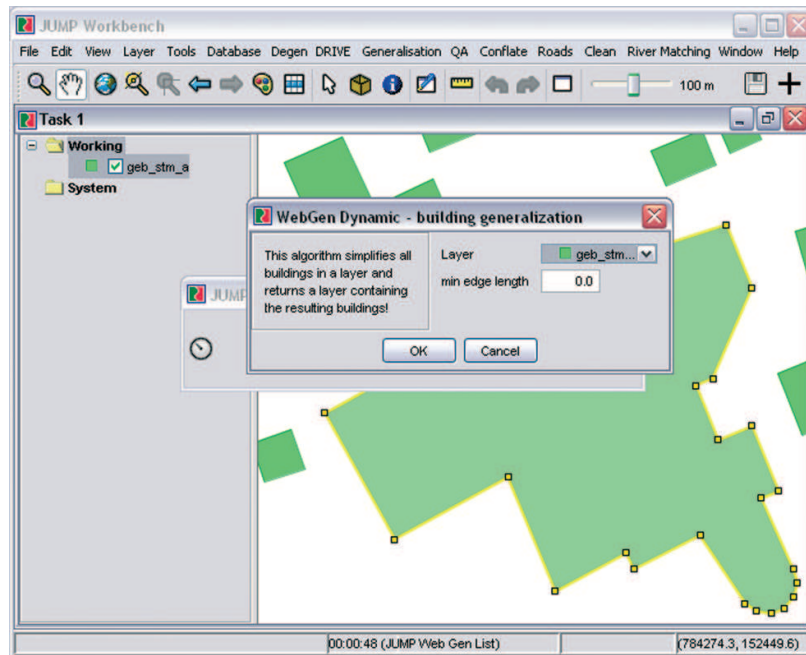 JUMP Workbench
File Edit View Layer Tools Database Degen DRIVE Generalisation QA Conflate Roads Clean River Matching Window Help
100 m
Task 1
Working
geb_stm_a
System
WebGen Dynamic - building generalization
This algorithm simplifies all
buildings in a layer and
returns a layer containing
the resulting buildings!
Layer geb_stm...
min edge length 0.0
JUMP
OK Cancel
00:00:48 (JUMP Web Gen List) (784274.3, 152449.6)